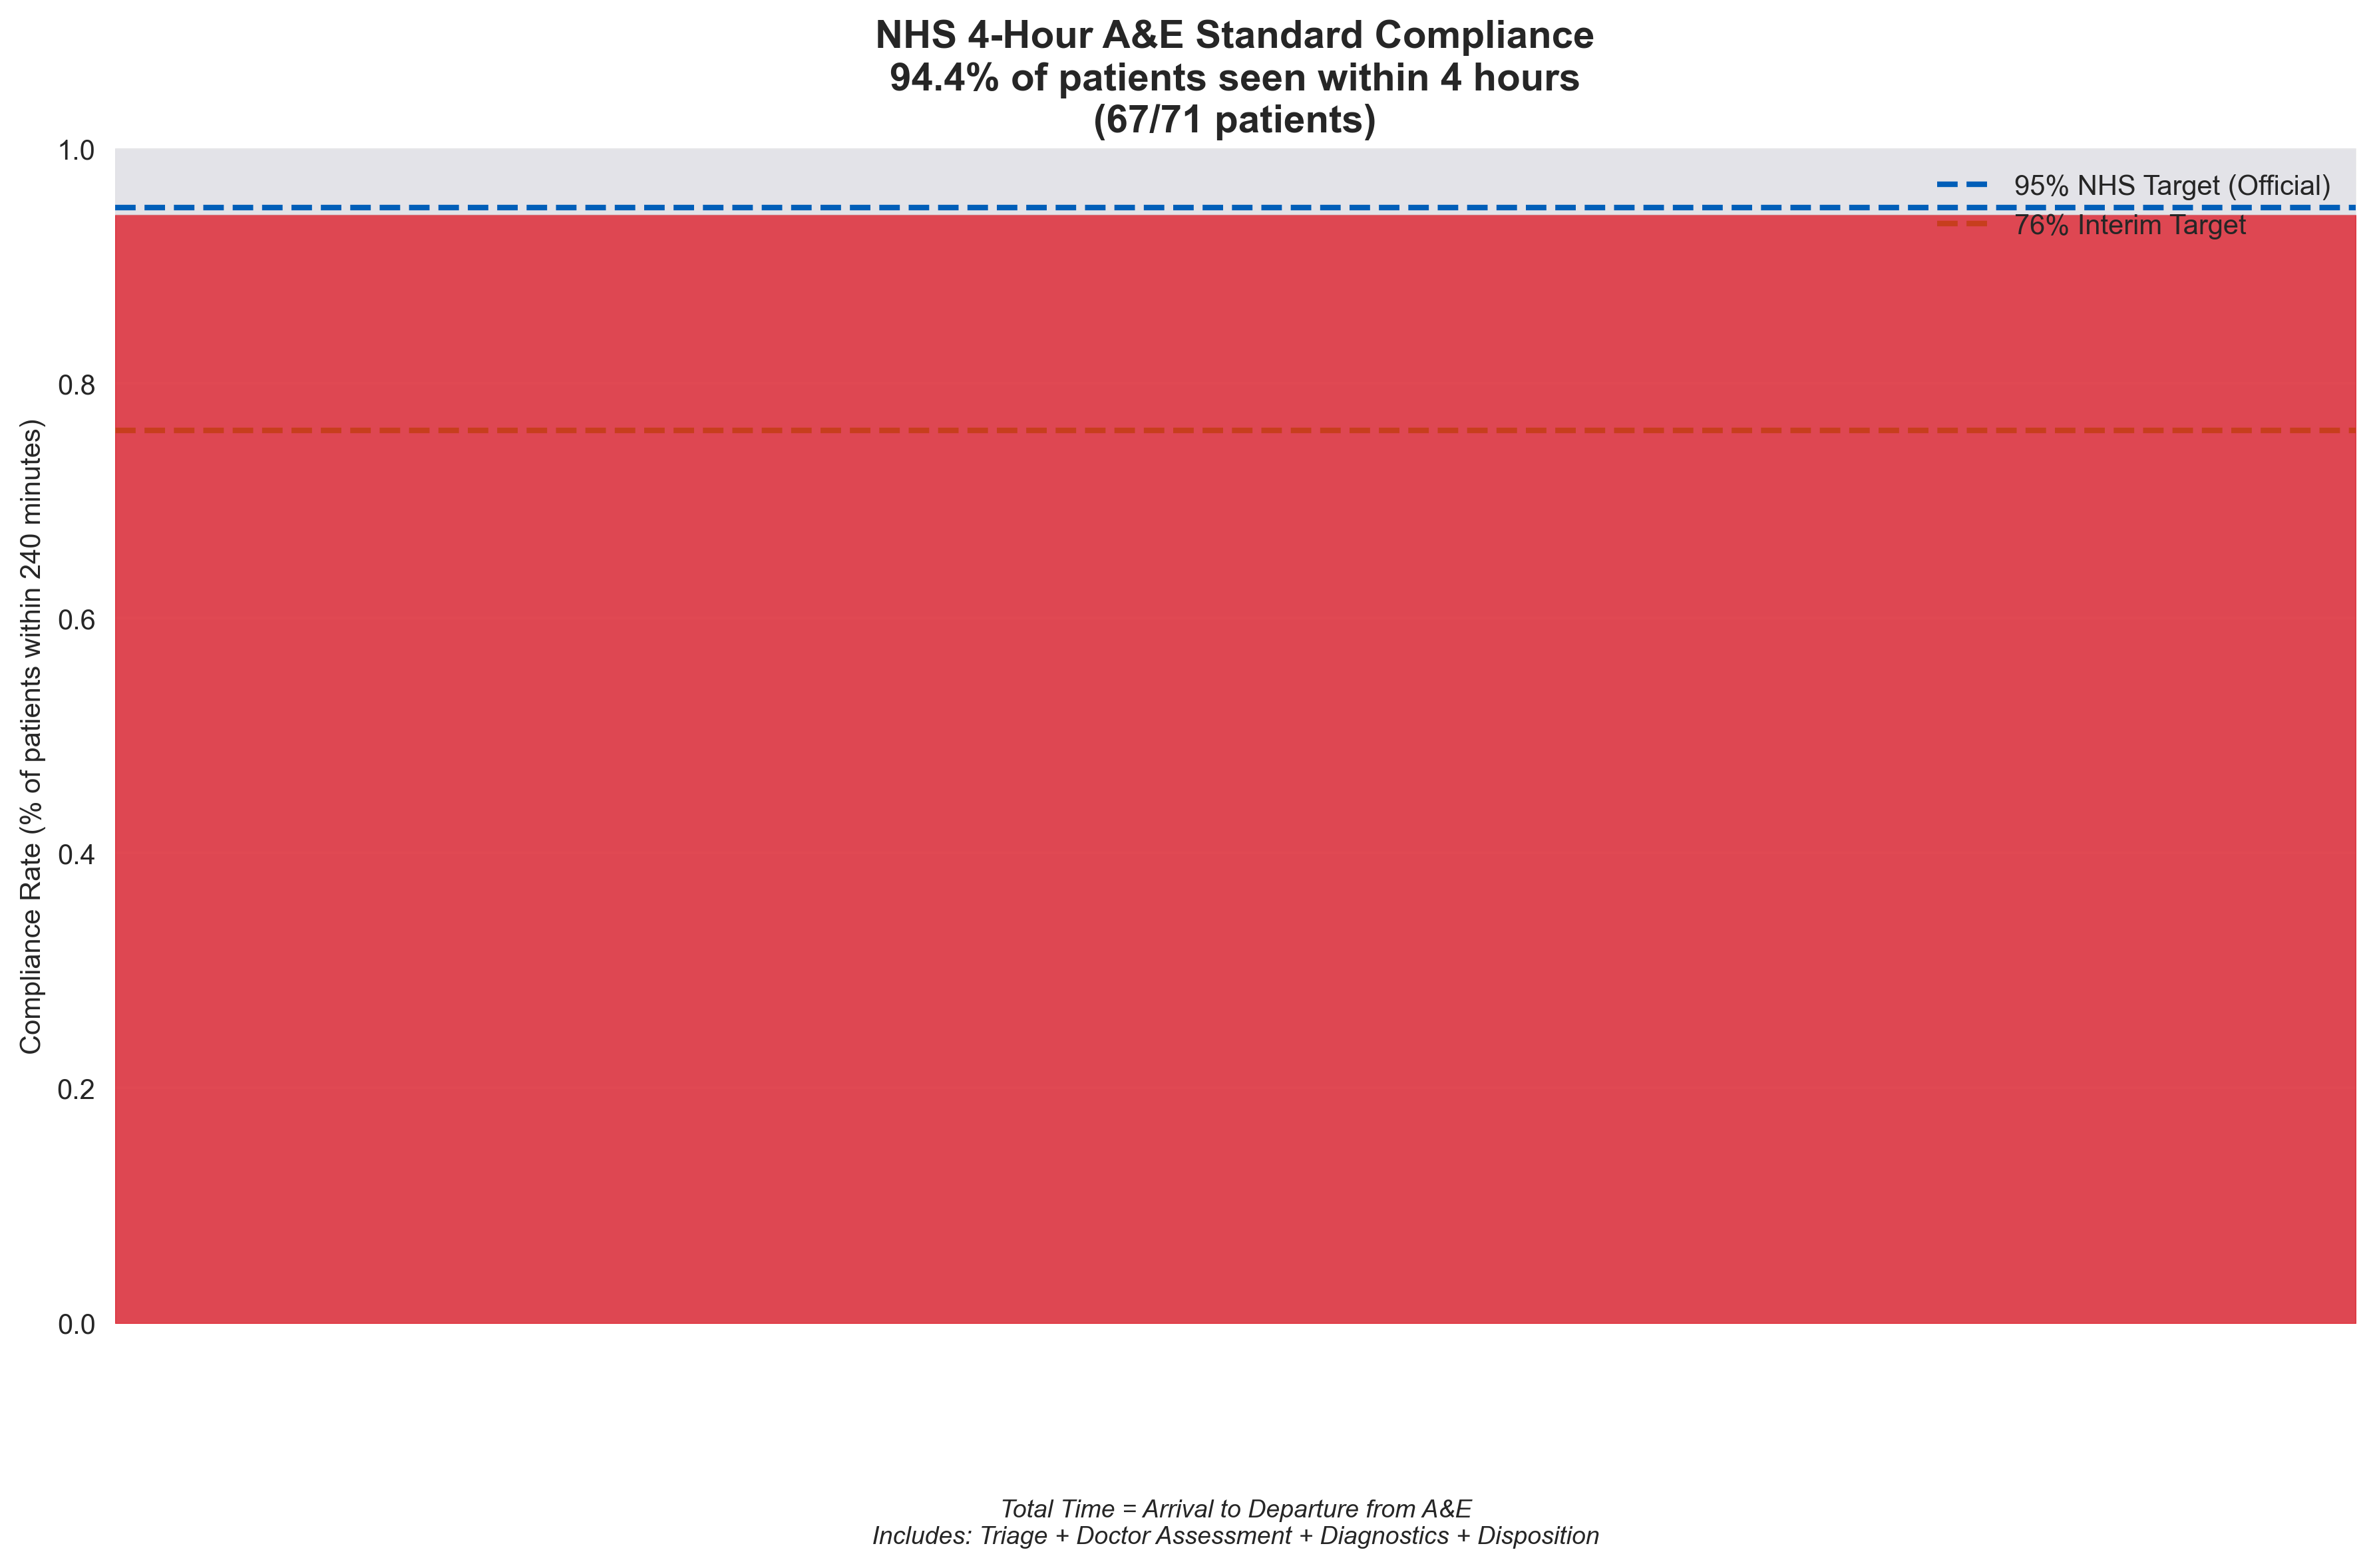 NHS 4-Hour A&E Standard Compliance
94.4% of patients seen within 4 hours
(67/71 patients)
1.0
95% NHS Target (Official)
76% Interim Target
0.8
0.6
0.4
0.2
0.0
Compliance Rate (% of patients within 240 minutes)
Total Time = Arrival to Departure from A&E
Includes: Triage + Doctor Assessment + Diagnostics + Disposition